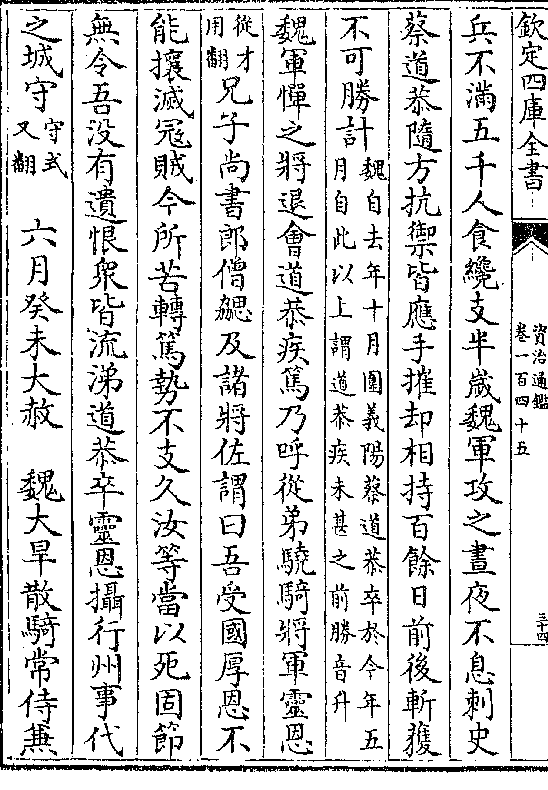 欽定四庫全書
資治通鑑
卷一百四十五
三十四
兵不滿五千人食纔支半歲魏軍攻之晝夜不息刺史
蔡道恭隨方抗禦皆應手摧却相持百餘日前後斬獲
不可勝計魏自去年十月圍義陽蔡道恭卒於今年五
月自此以上謂道恭疾未甚之前勝音升
魏軍憚之將退會道恭疾篤乃呼從弟驍騎將軍靈恩
從才
用翻兄子尚書郎僧勰及諸將佐謂曰吾受國厚恩不
能攘滅冦賊今所苦轉篤勢不支久汝等當以死固節
無令吾没有遺恨衆皆流涕道恭卒靈恩攝行州事代
之城守守式
又翻 六月癸未大赦 魏大旱散騎常侍兼